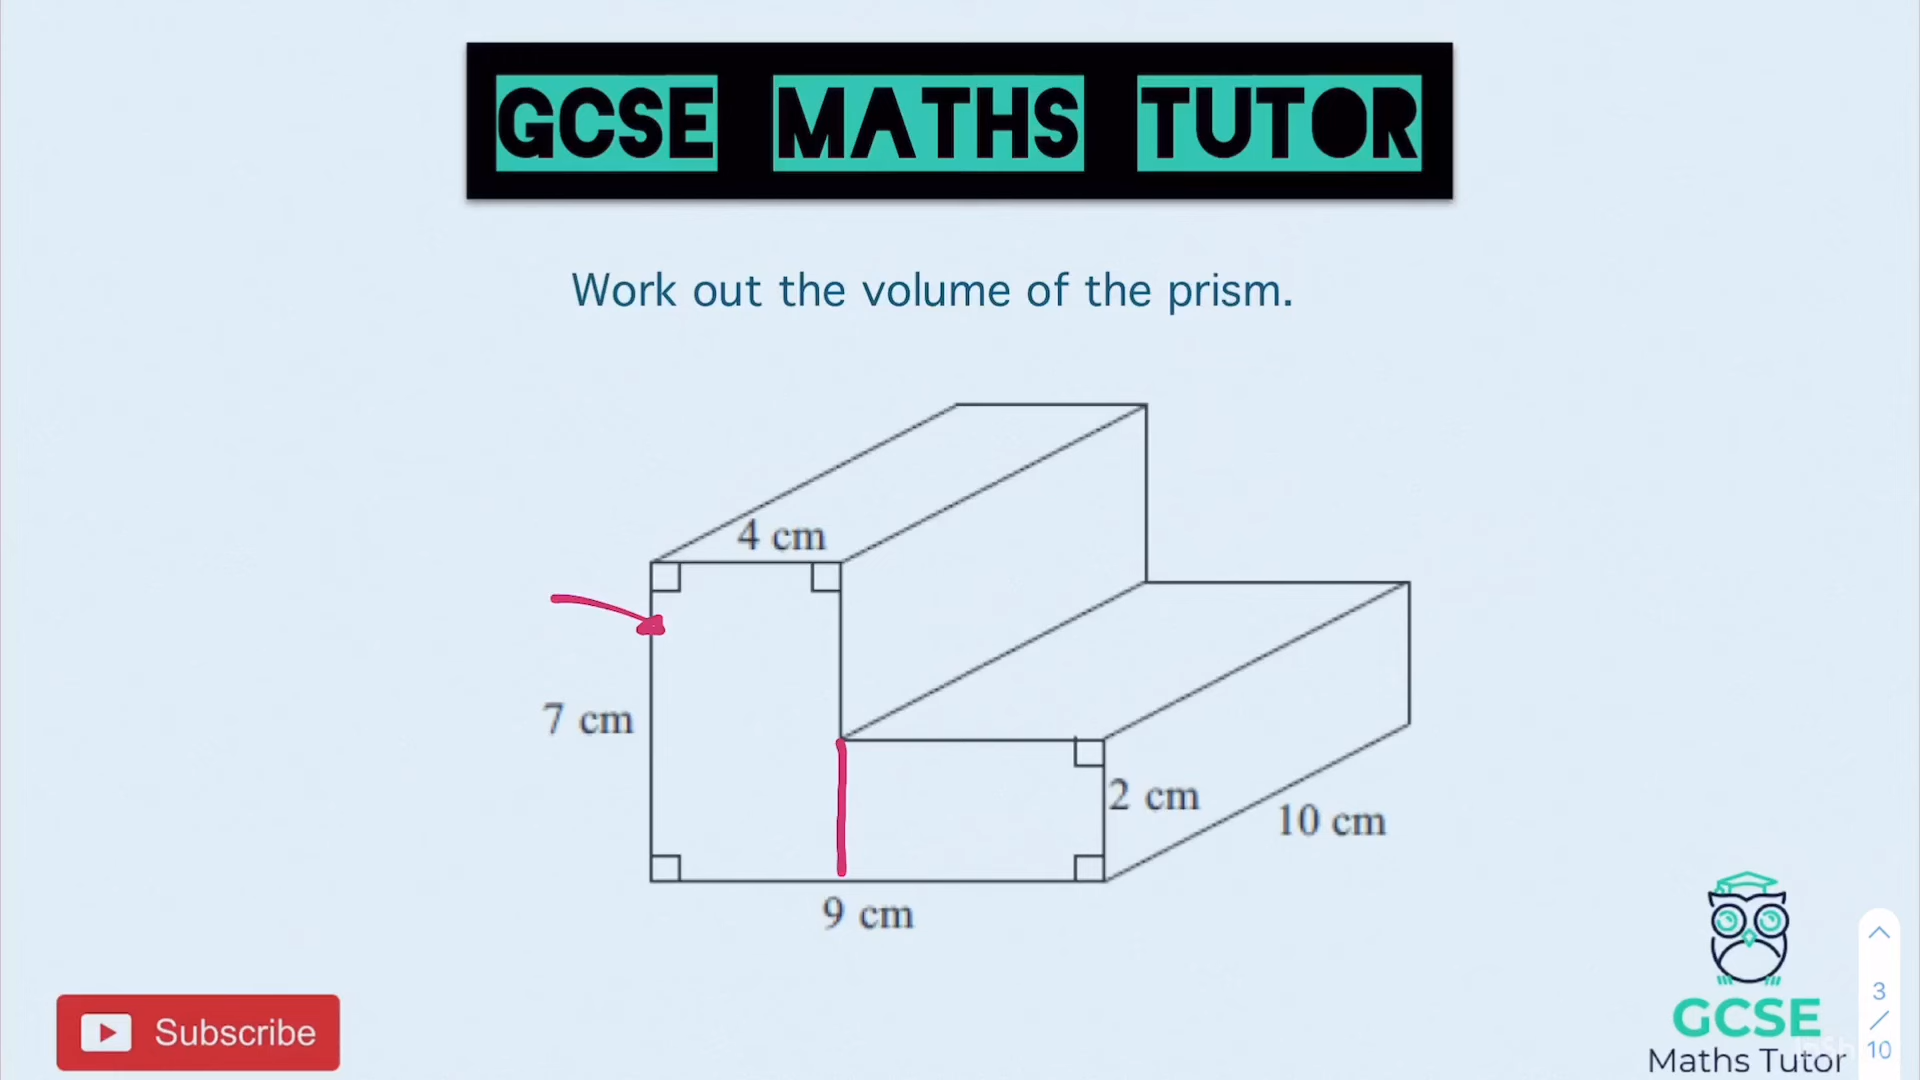 GCSE MATHS TUTOR
Work out the volume of the prism.
4 cm
7 cm
2 cm
10 cm
9 cm
Subscribe
GCSE
Maths Tutor
3
/
10